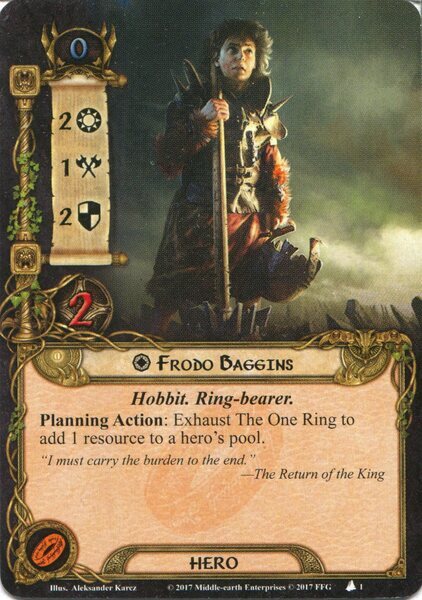 0
2
1
2
2
Frodo Baggins
Hobbit. Ring-bearer.
Planning Action: Exhaust The One Ring to
add 1 resource to a hero's pool.
"I must carry the burden to the end."
—The Return of the King
HERO
Illus. Aleksander Karcz © 2017 Middle-earth Enterprises © 2017 FFG 1